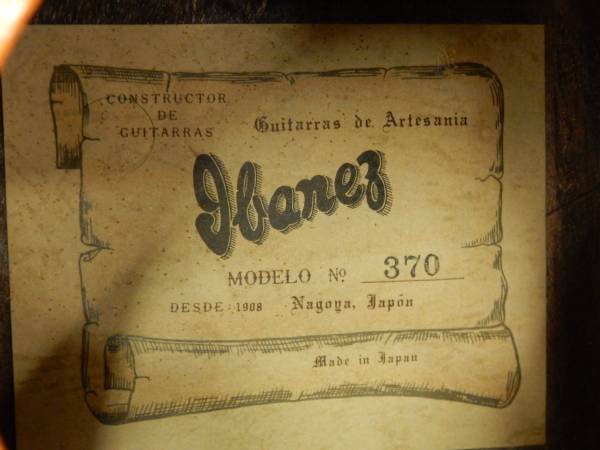 CONSTRUCTOR
DE
GUITARRAS
Guitarras de Artesania
Ibanez
MODELO Nº 370
DESDE 1908 Nagoya, Japón
Made in Japan